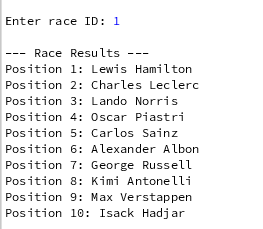 Enter race ID: 1
--- Race Results ---
Position 1: Lewis Hamilton
Position 2: Charles Leclerc
Position 3: Lando Norris
Position 4: Oscar Piastri
Position 5: Carlos Sainz
Position 6: Alexander Albon
Position 7: George Russell
Position 8: Kimi Antonelli
Position 9: Max Verstappen
Position 10: Isack Hadjar